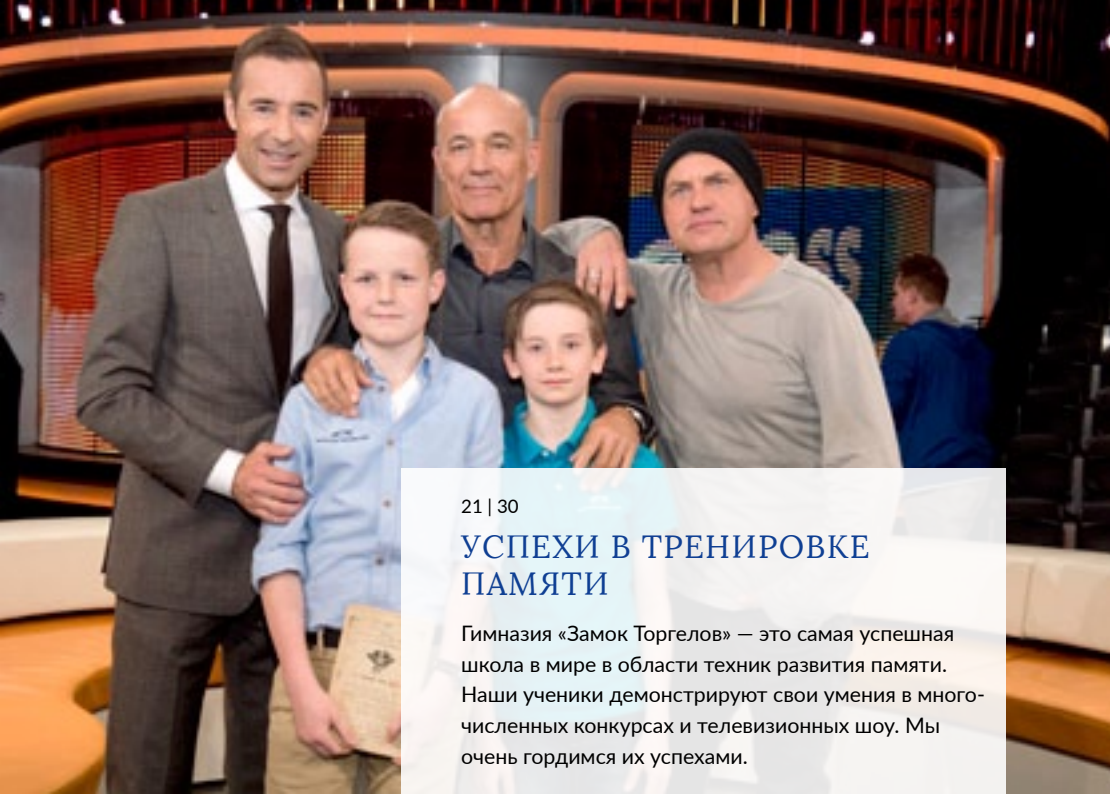 21 | 30
УСПЕХИ В ТРЕНИРОВКЕ
ПАМЯТИ
Гимназия «Замок Торгелов» — это самая успешная
школа в мире в области техник развития памяти.
Наши ученики демонстрируют свои умения в много-
численных конкурсах и телевизионных шоу. Мы
очень гордимся их успехами.